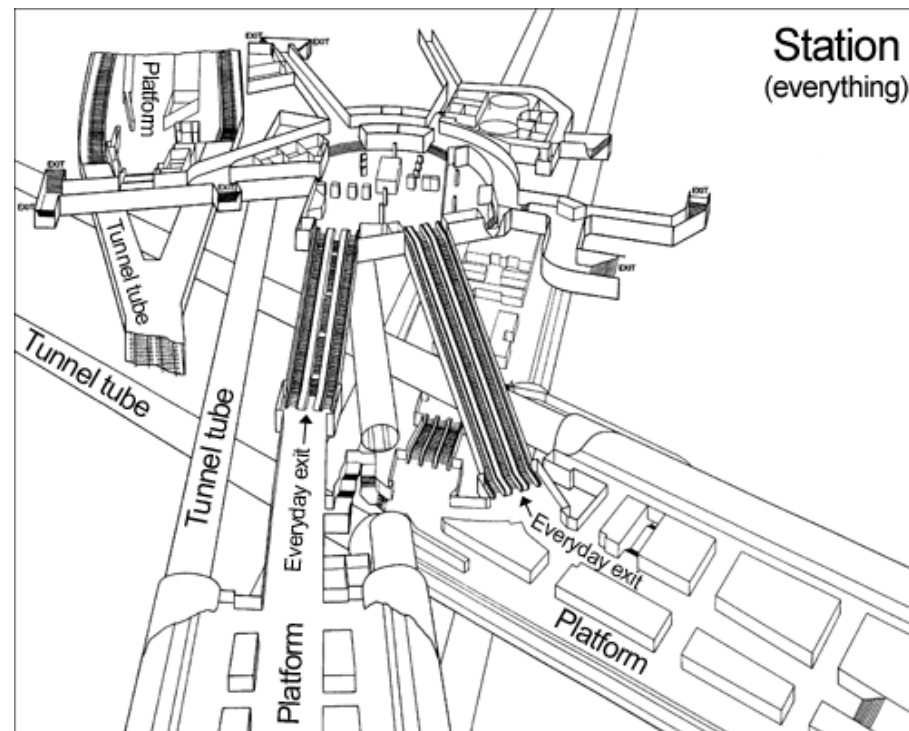 Station
(everything)
EXIT
EXIT
Platform
EXIT
EXIT
EXIT
EXIT
EXIT
Tunnel tube
Tunnel tube
Tunnel tube
Everyday exit
Everyday exit
Platform
Platform